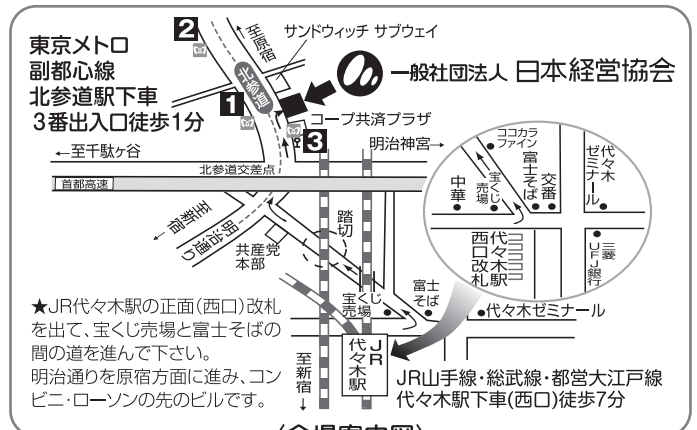 東京メトロ
副都心線
北参道駅下車
3番出入口徒歩1分
2
至原宿
サンドウィッチ サブウェイ
北参道
一般社団法人 日本経営協会
1
コープ共済プラザ
3
←至千駄ヶ谷
明治神宮→
北参道交差点
首都高速
至新宿
明治通り
共産党
本部
踏切
宝くじ
売場
富士
そば
代々木ゼミナール
JR
代々木駅
至新宿
ココカラ
ファイン
中華
宝くじ
売場
富士そば
交番
代々木
ゼミナール
代々木駅
西口改札
三菱
UFJ銀行
★JR代々木駅の正面(西口)改札
を出て、宝くじ売場と富士そばの
間の道を進んで下さい。
明治通りを原宿方面に進み、コン
ビニ・ローソンの先のビルです。
JR山手線・総武線・都営大江戸線
代々木駅下車(西口)徒歩7分
(会場案内図)